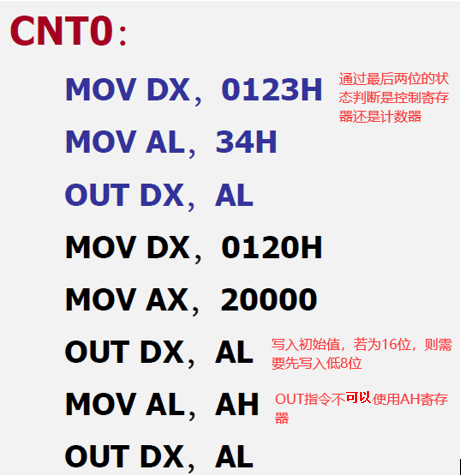 CNT0：
MOV DX，0123H
通过最后两位的状
态判断是控制寄存
器还是计数器
MOV AL，34H
OUT DX，AL
MOV DX，0120H
MOV AX，20000
OUT DX，AL
写入初始值，若为16位，则需
要先写入低8位
MOV AL，AH
OUT指令不可以使用AH寄存
器
OUT DX，AL